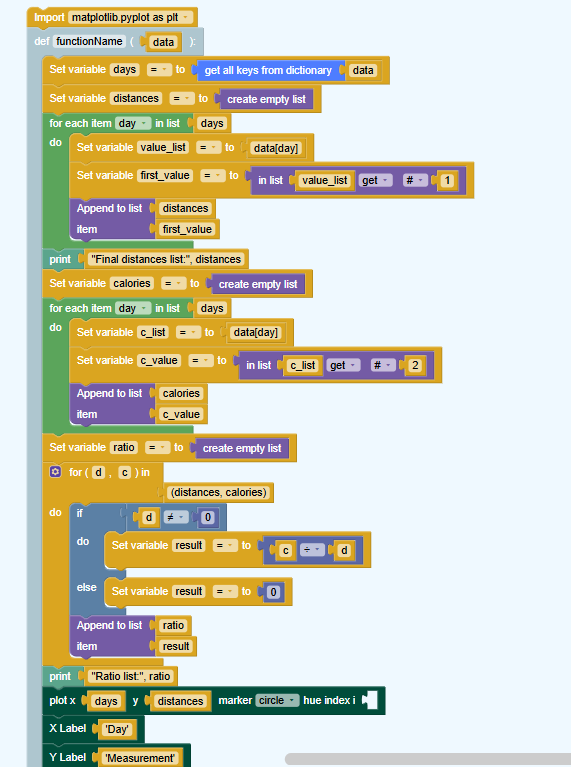 Import matplotlib.pyplot as plt
def functionName ( data ):
Set variable days = to get all keys from dictionary data
Set variable distances = to create empty list
for each item day in list days
do Set variable value_list = to data[day]
Set variable first_value = to in list value_list get # 1
Append to list distances
item first_value
print "Final distances list:", distances
Set variable calories = to create empty list
for each item day in list days
do Set variable c_list = to data[day]
Set variable c_value = to in list c_list get # 2
Append to list calories
item c_value
Set variable ratio = to create empty list
for ( d , c ) in
(distances, calories)
do if d ≠ 0
do Set variable result = to c ÷ d
else Set variable result = to 0
Append to list ratio
item result
print "Ratio list:", ratio
plot x days y distances marker circle hue index i
X Label 'Day'
Y Label 'Measurement'